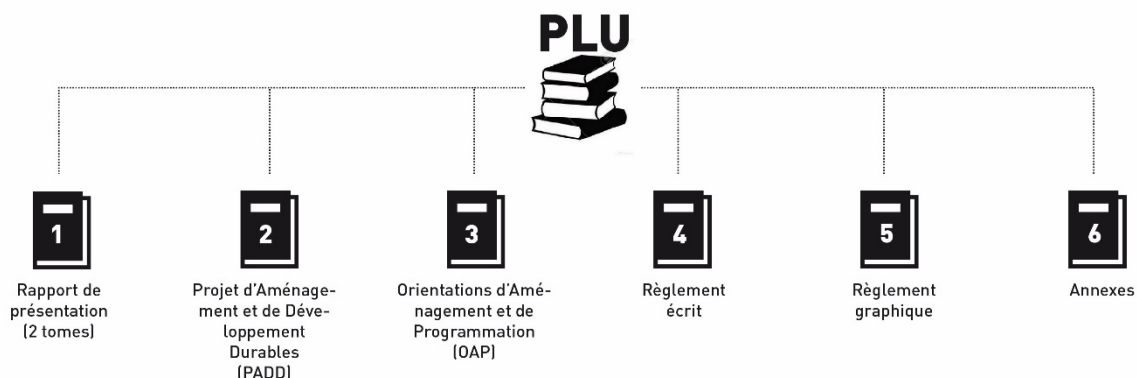 PLU
1
Rapport de
présentation
(2 tomes)
2
Projet d'Aménage-
ment et de Déve-
loppement
Durables
(PADD)
3
Orientations d'Amé-
nagement et de
Programmation
(OAP)
4
Règlement
écrit
5
Règlement
graphique
6
Annexes